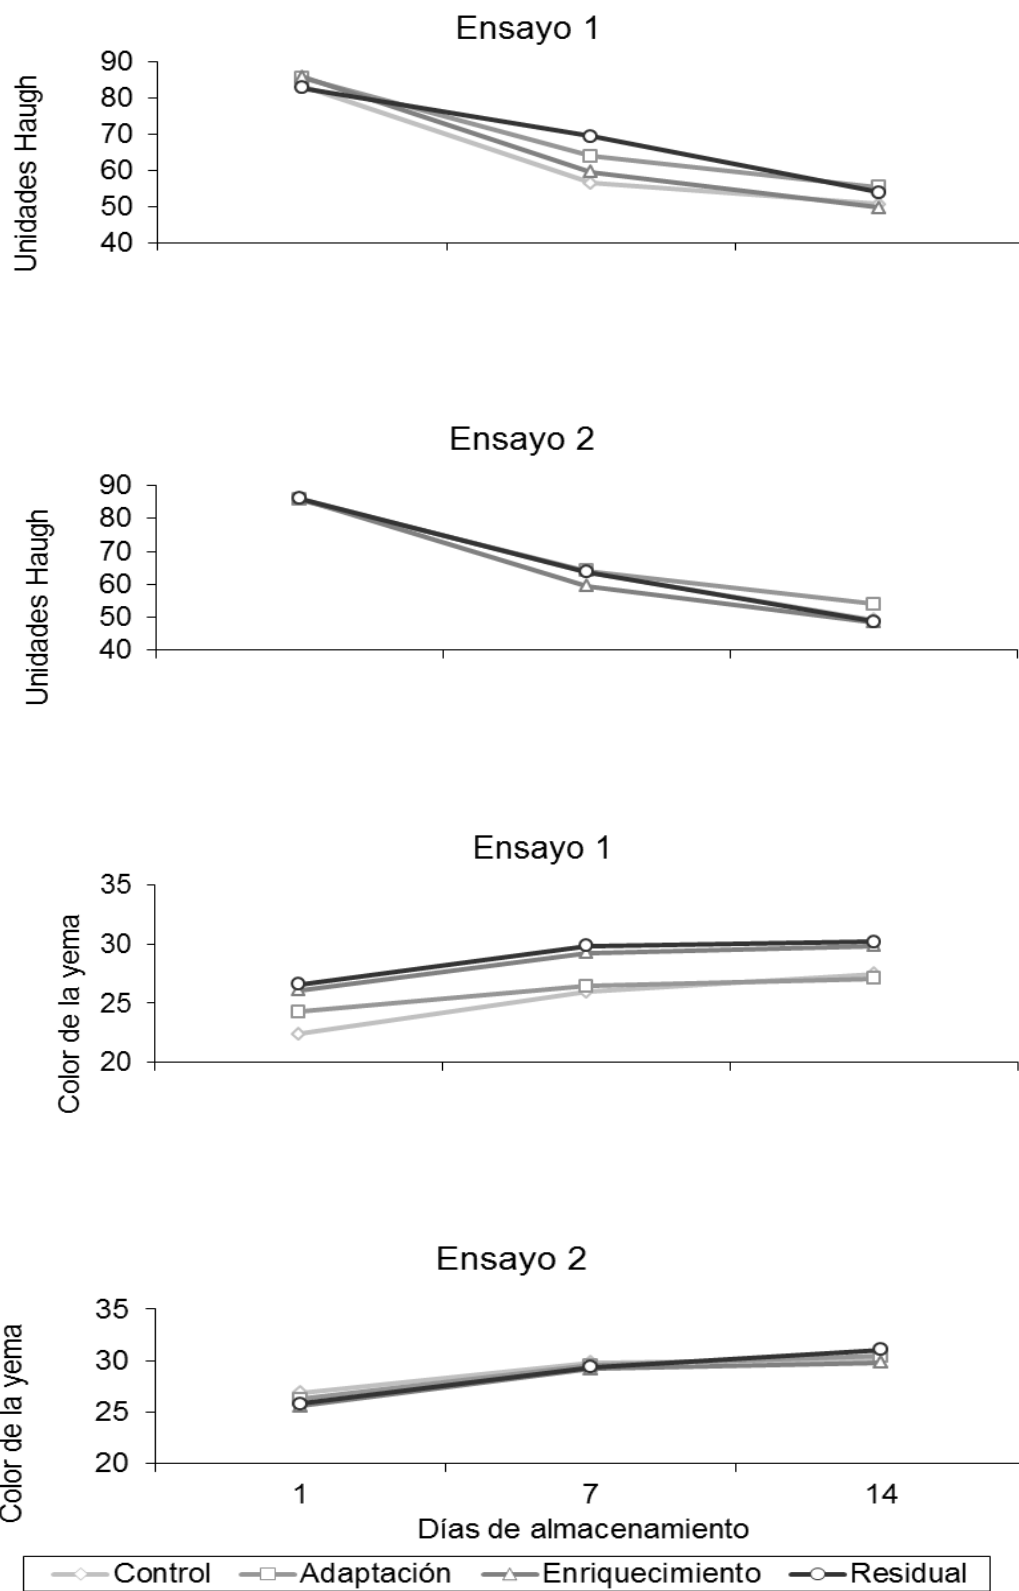 Ensayo 1
Unidades Haugh
90
80
70
60
50
40
Ensayo 2
Unidades Haugh
90
80
70
60
50
40
Ensayo 1
Color de la yema
35
30
25
20
Ensayo 2
Color de la yema
35
30
25
20
1 7 14
Días de almacenamiento
Control Adaptación Enriquecimiento Residual